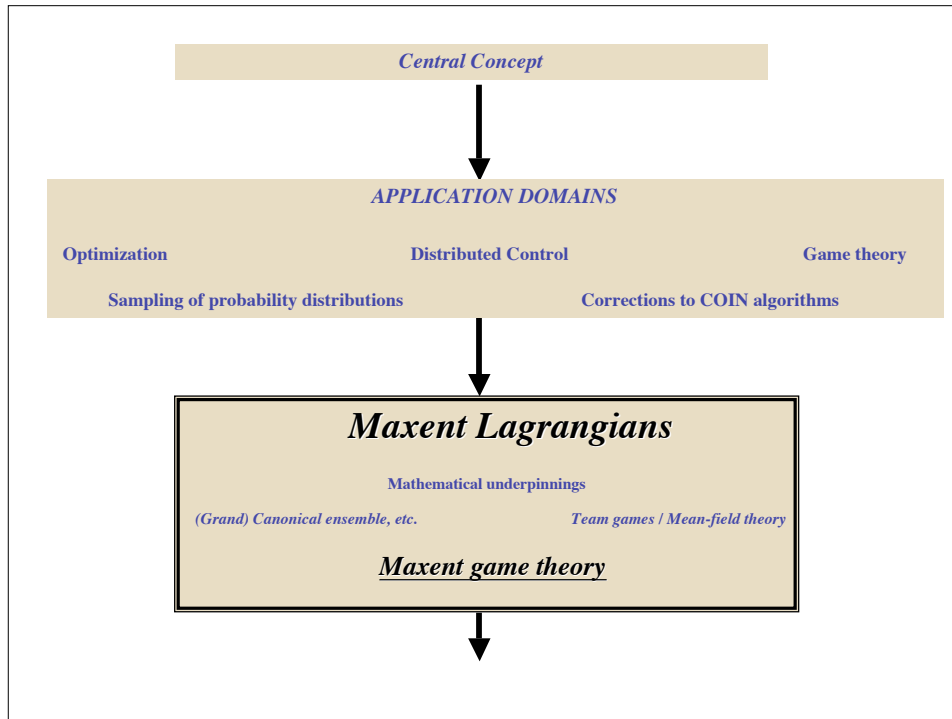 Central Concept
APPLICATION DOMAINS
Optimization Distributed Control Game theory
Sampling of probability distributions Corrections to COIN algorithms
Maxent Lagrangians
Mathematical underpinnings
(Grand) Canonical ensemble, etc. Team games / Mean-field theory
Maxent game theory